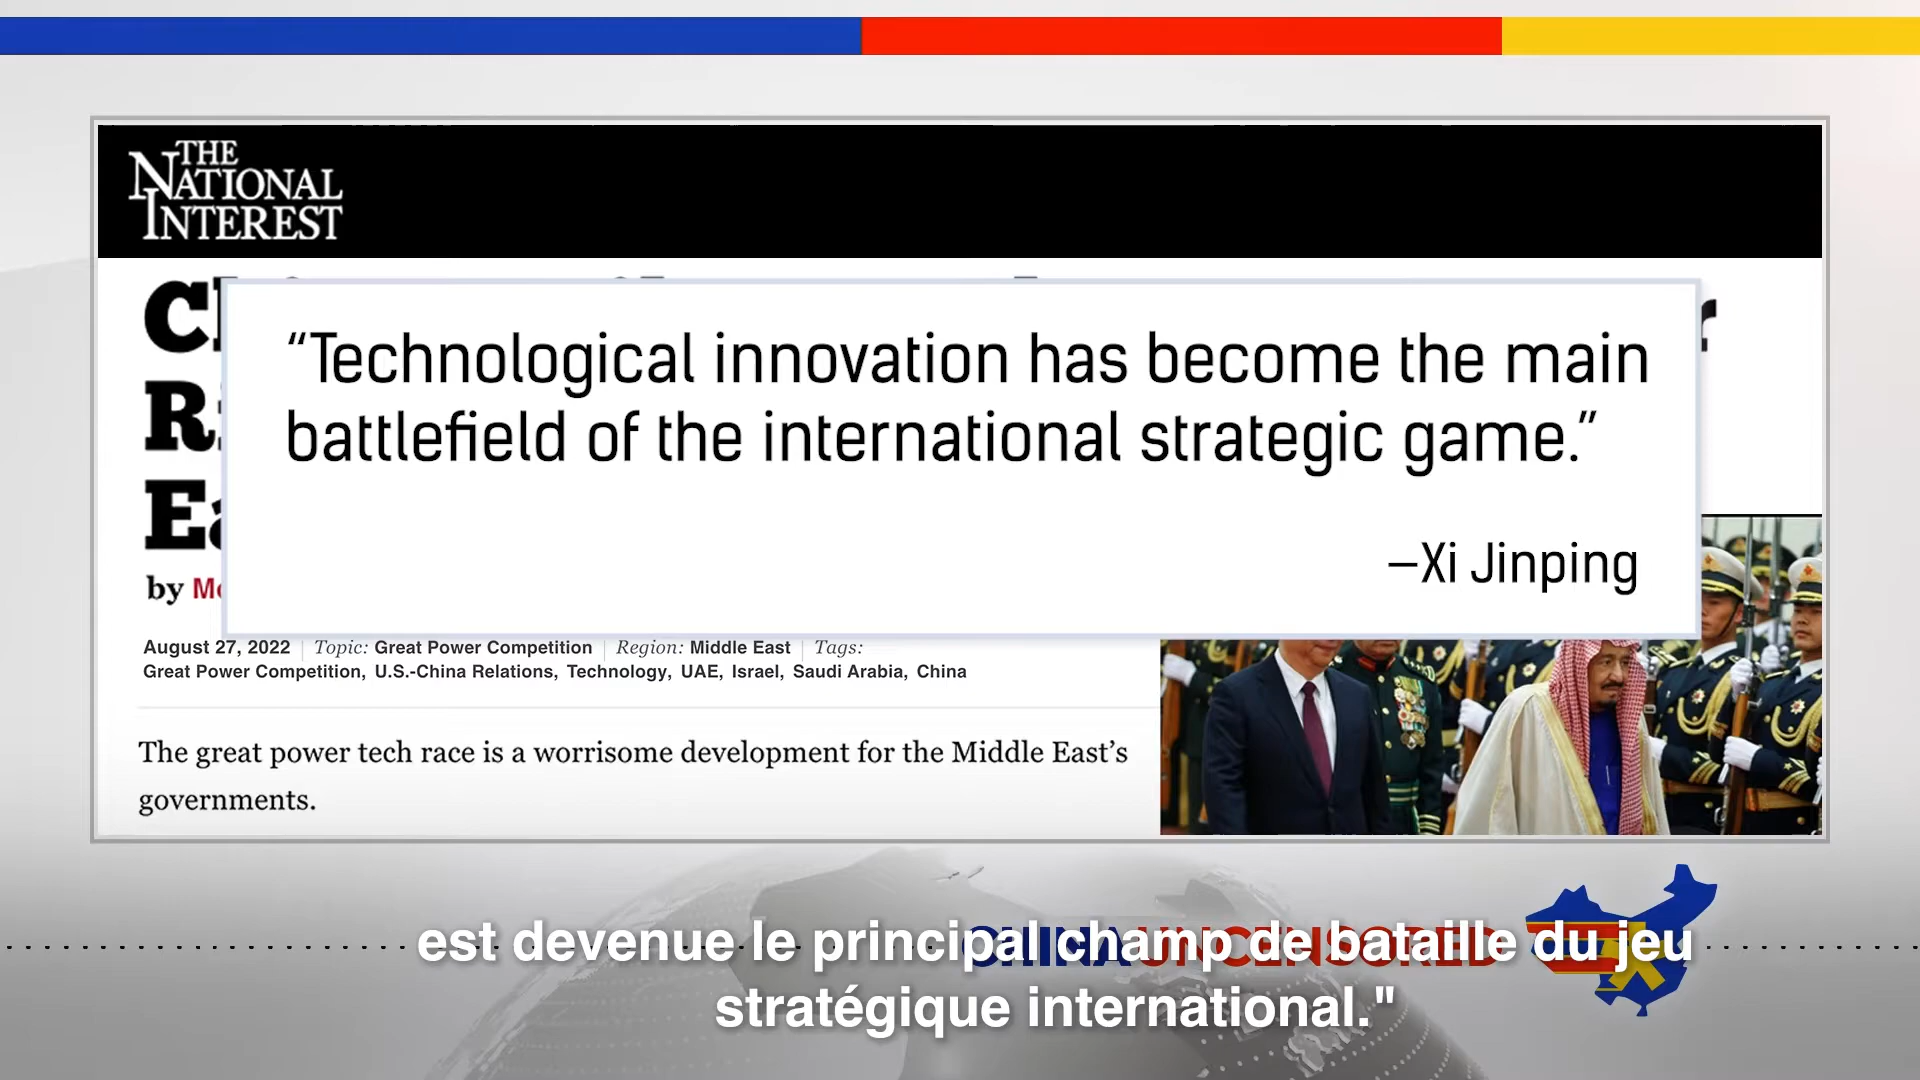 THE
NATIONAL
INTEREST
“Technological innovation has become the main
battlefield of the international strategic game.”
–Xi Jinping
by
August 27, 2022 | Topic: Great Power Competition | Region: Middle East | Tags:
Great Power Competition, U.S.-China Relations, Technology, UAE, Israel, Saudi Arabia, China
The great power tech race is a worrisome development for the Middle East’s
governments.
CHINA UNCENSORED
est devenue le principal champ de bataille du jeu
stratégique international."